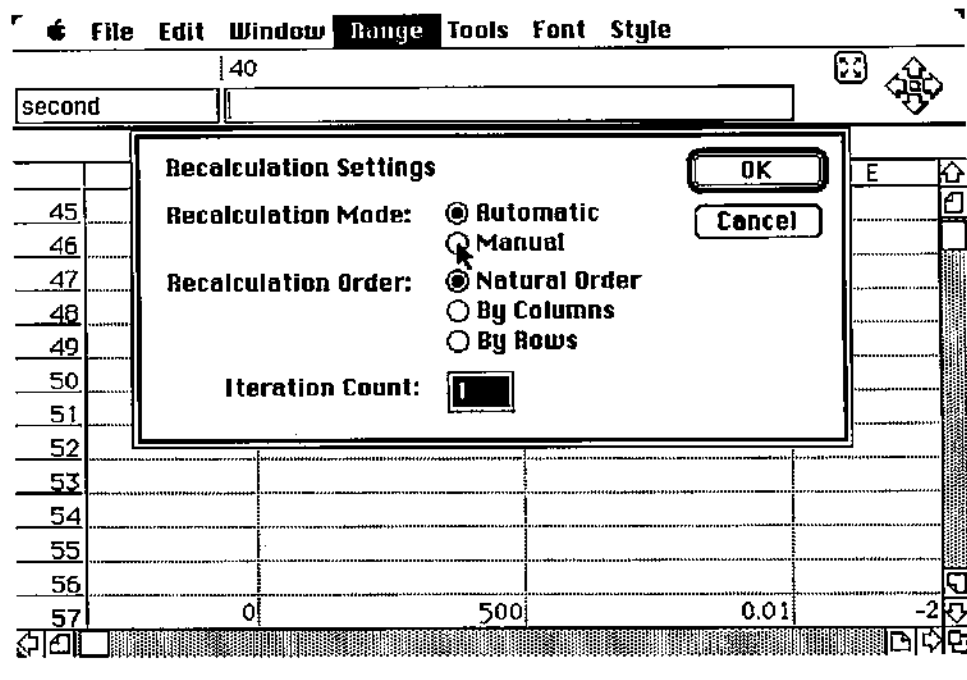 File Edit Window Range Tools Font Style
40
second
Recalculation Settings
OK
E
45
Recalculation Mode: Automatic
Cancel
46
Manual
47
Recalculation Order: Natural Order
48
By Columns
49
By Rows
50
Iteration Count: 1
51
52
53
54
55
56
57 0 500 0.01 -2